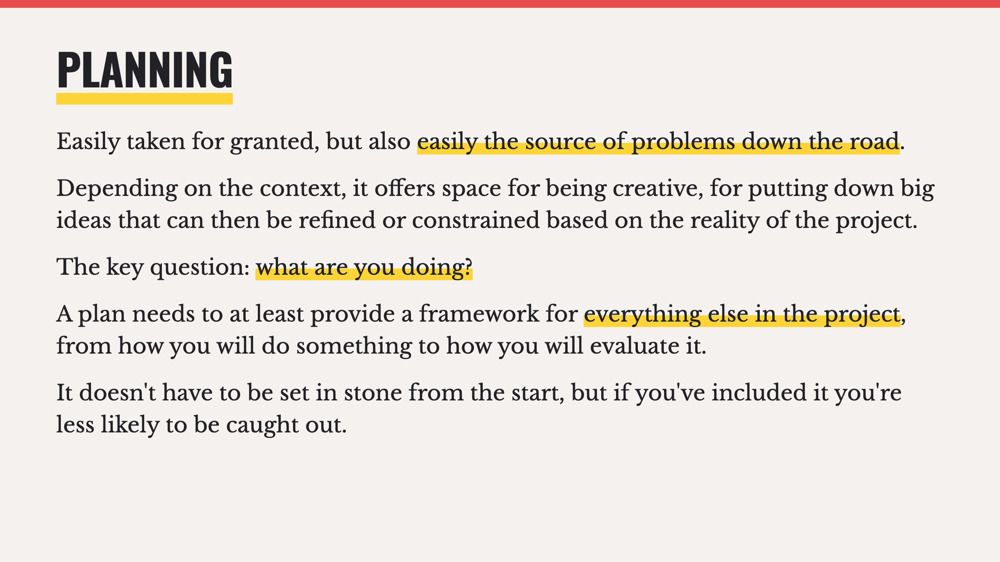 PLANNING
Easily taken for granted, but also easily the source of problems down the road.
Depending on the context, it offers space for being creative, for putting down big
ideas that can then be refined or constrained based on the reality of the project.
The key question: what are you doing?
A plan needs to at least provide a framework for everything else in the project,
from how you will do something to how you will evaluate it.
It doesn't have to be set in stone from the start, but if you've included it you're
less likely to be caught out.